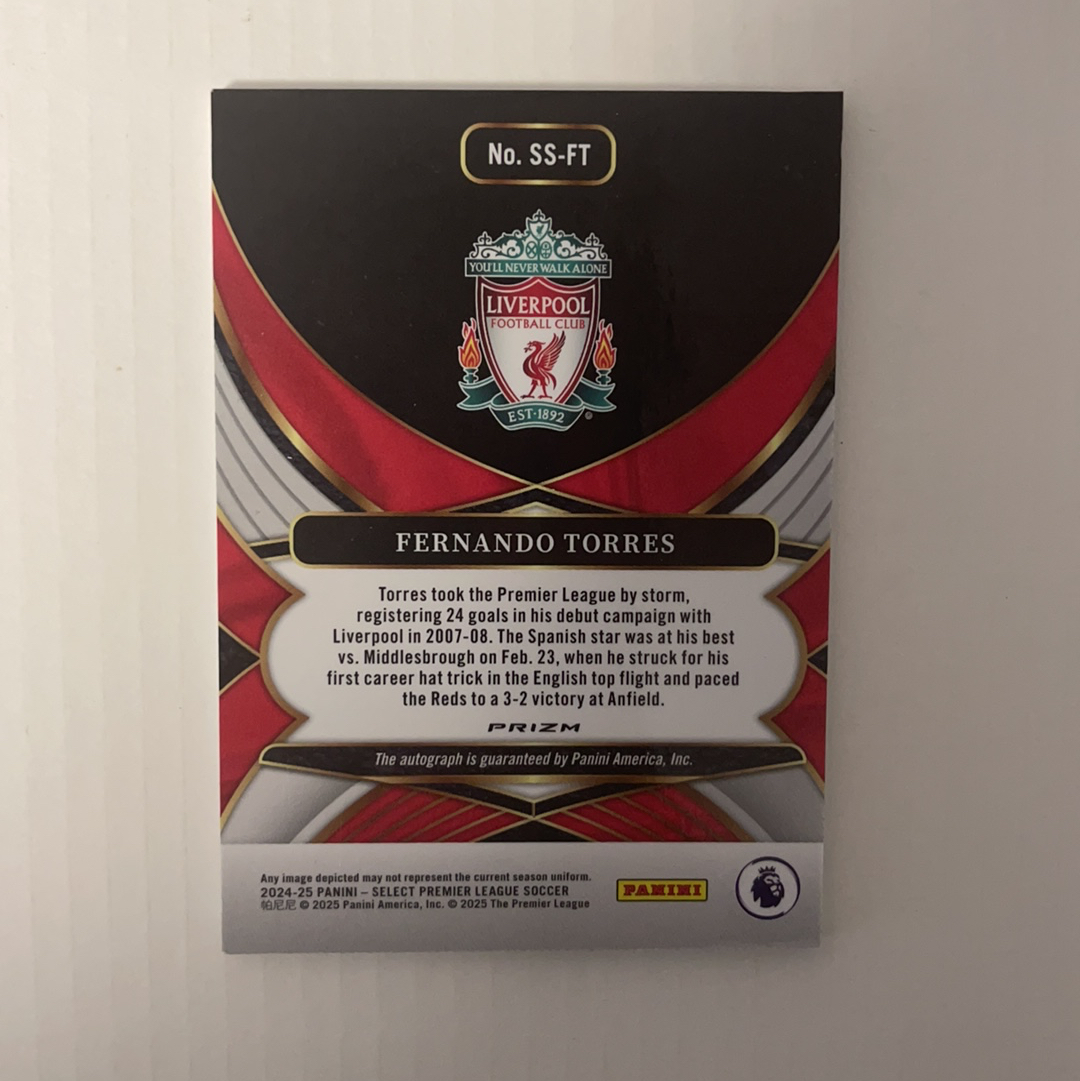 No. SS-FT
YOU'LL NEVER WALK ALONE
LIVERPOOL
FOOTBALL CLUB
EST·1892
®
FERNANDO TORRES
Torres took the Premier League by storm,
registering 24 goals in his debut campaign with
Liverpool in 2007-08. The Spanish star was at his best
vs. Middlesbrough on Feb. 23, when he struck for his
first career hat trick in the English top flight and paced
the Reds to a 3-2 victory at Anfield.
PRIZM
The autograph is guaranteed by Panini America, Inc.
Any image depicted may not represent the current season uniform.
2024-25 PANINI – SELECT PREMIER LEAGUE SOCCER
帕尼尼 © 2025 Panini America, Inc. © 2025 The Premier League
PANINI